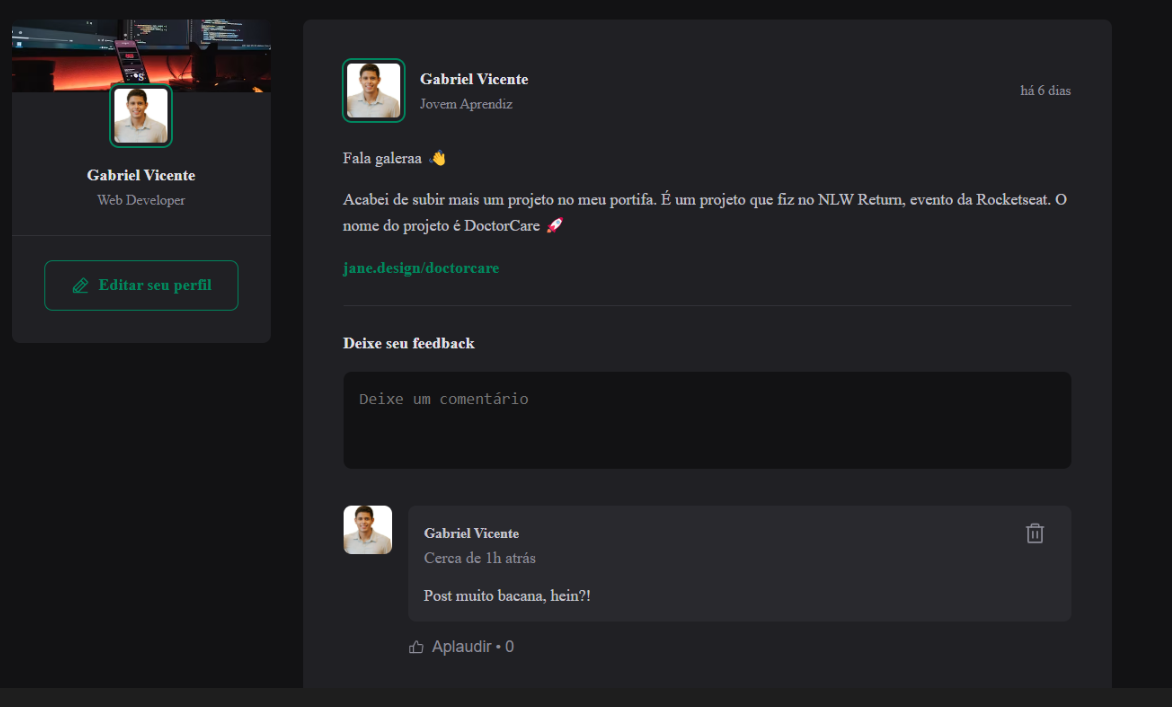 Gabriel Vicente
Web Developer
Editar seu perfil
Gabriel Vicente
Jovem Aprendiz
há 6 dias
Fala galeraa 👋
Acabei de subir mais um projeto no meu portifa. É um projeto que fiz no NLW Return, evento da Rocketseat. O
nome do projeto é DoctorCare 🚀
jane.design/doctorcare
Deixe seu feedback
Deixe um comentário
Gabriel Vicente
Cerca de 1h atrás
Post muito bacana, hein?!
Aplaudir • 0